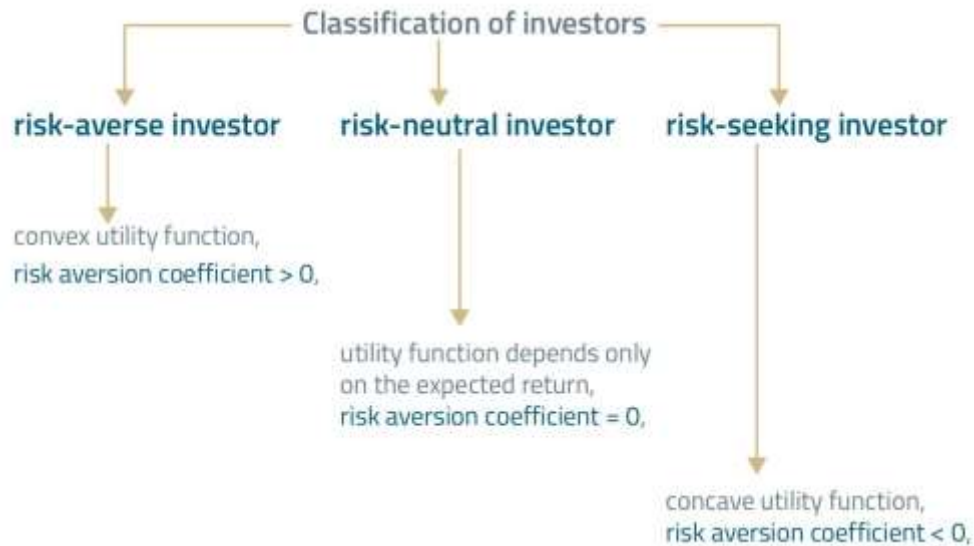 Classification of investors
risk-averse investor
risk-neutral investor
risk-seeking investor
convex utility function,
risk aversion coefficient > 0,
utility function depends only
on the expected return,
risk aversion coefficient = 0,
concave utility function,
risk aversion coefficient < 0,